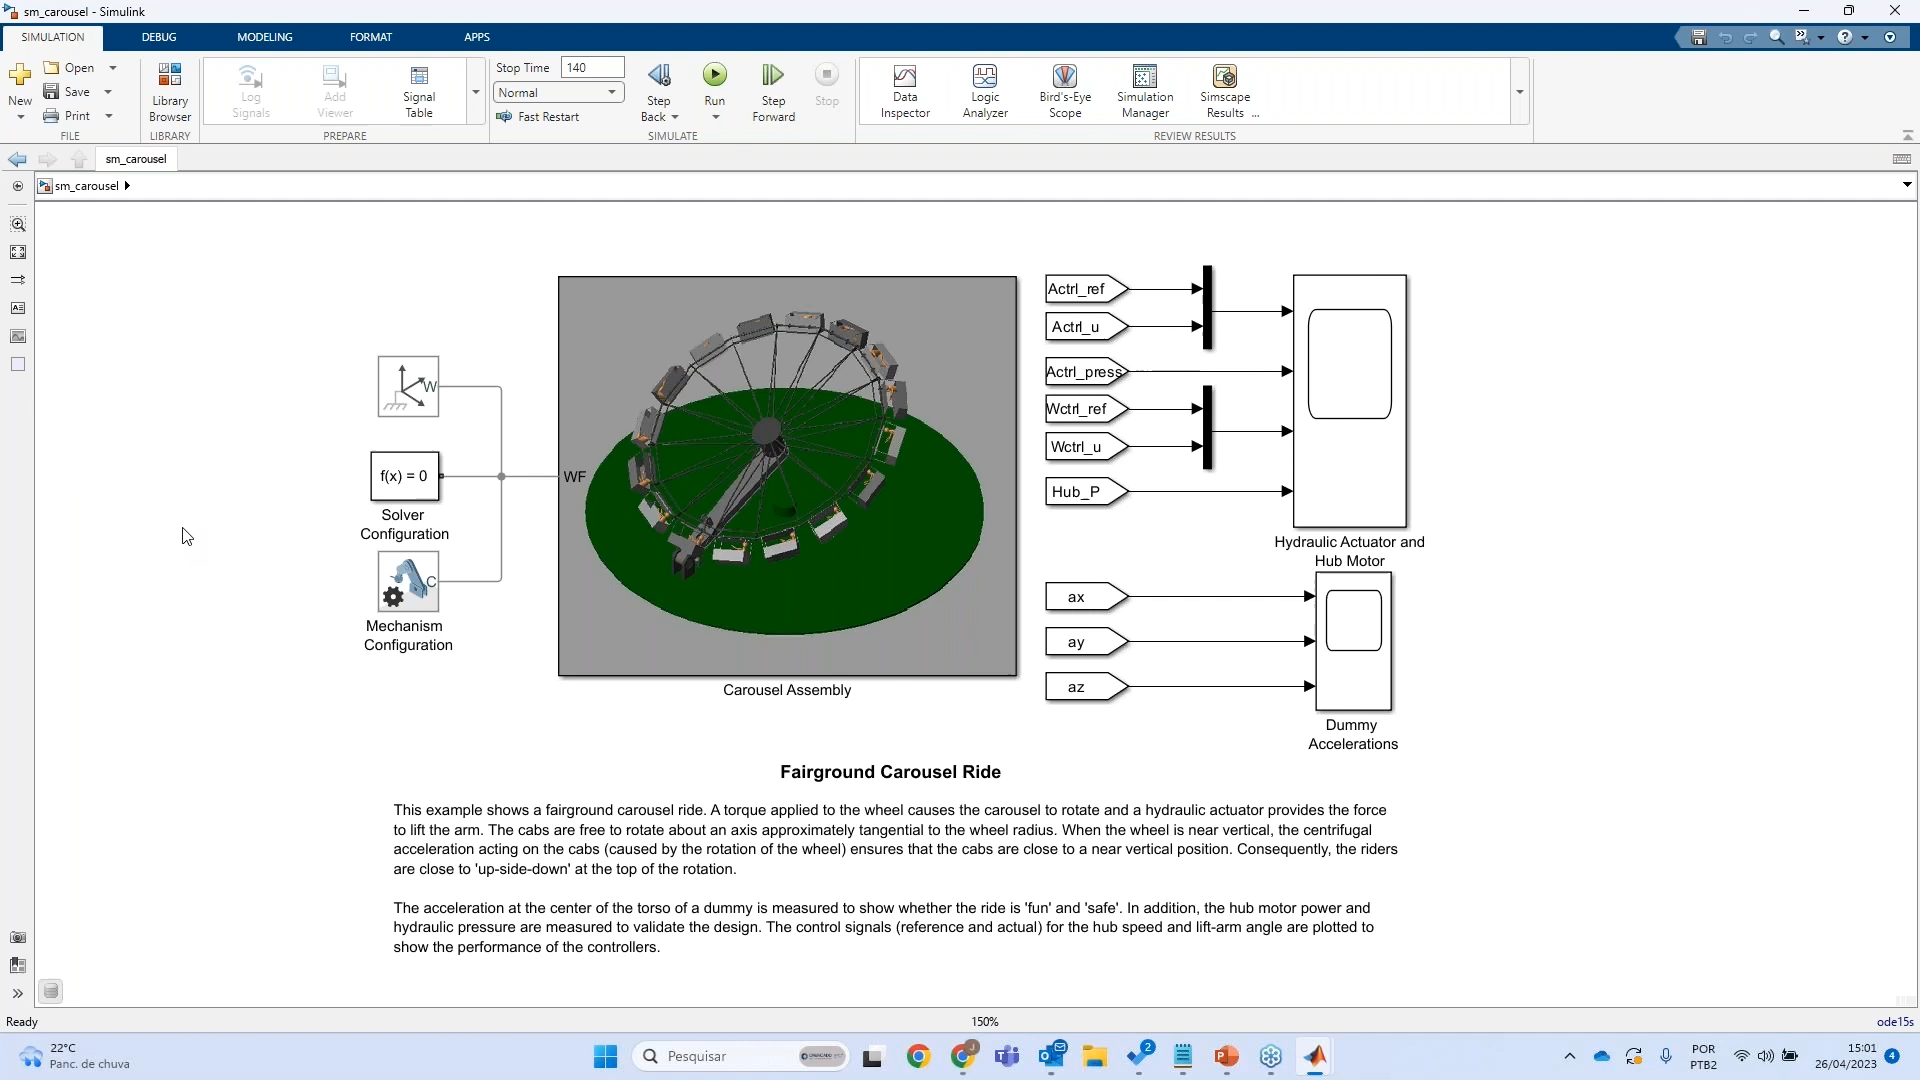 sm_carousel - Simulink
SIMULATION DEBUG MODELING FORMAT APPS
New
Open
Save
Print
FILE
Library Browser
LIBRARY
Log Signals
Add Viewer
Signal Table
PREPARE
Stop Time 140
Normal
Fast Restart
Step Back
Run
Step Forward
Stop
SIMULATE
Data Inspector
Logic Analyzer
Bird's-Eye Scope
Simulation Manager
Simscape Results ...
REVIEW RESULTS
sm_carousel
sm_carousel
W
f(x) = 0
Solver
Configuration
C
Mechanism
Configuration
WF
Carousel Assembly
Actrl_ref
Actrl_u
Actrl_press
Wctrl_ref
Wctrl_u
Hub_P
Hydraulic Actuator and
Hub Motor
ax
ay
az
Dummy
Accelerations
Fairground Carousel Ride
This example shows a fairground carousel ride. A torque applied to the wheel causes the carousel to rotate and a hydraulic actuator provides the force
to lift the arm. The cabs are free to rotate about an axis approximately tangential to the wheel radius. When the wheel is near vertical, the centrifugal
acceleration acting on the cabs (caused by the rotation of the wheel) ensures that the cabs are close to a near vertical position. Consequently, the riders
are close to 'up-side-down' at the top of the rotation.
The acceleration at the center of the torso of a dummy is measured to show whether the ride is 'fun' and 'safe'. In addition, the hub motor power and
hydraulic pressure are measured to validate the design. The control signals (reference and actual) for the hub speed and lift-arm angle are plotted to
show the performance of the controllers.
Ready 150% ode15s
22°C
Panc. de chuva
Pesquisar
2
POR
PTB2
15:01
26/04/2023
4